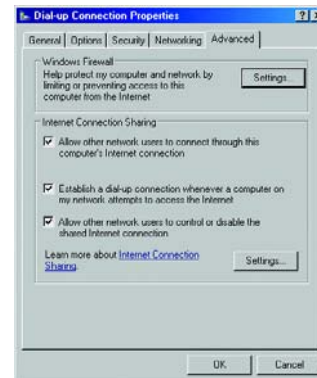 Dial-up Connection Properties
General Options Security Networking Advanced
Windows Firewall
Help protect my computer and network by
limiting or preventing access to this
computer from the Internet
Settings...
Internet Connection Sharing
Allow other network users to connect through this
computer's Internet connection
Establish a dial-up connection whenever a computer on
my network attempts to access the Internet
Allow other network users to control or disable the
shared Internet connection
Learn more about Internet Connection
Sharing.
Settings...
OK Cancel